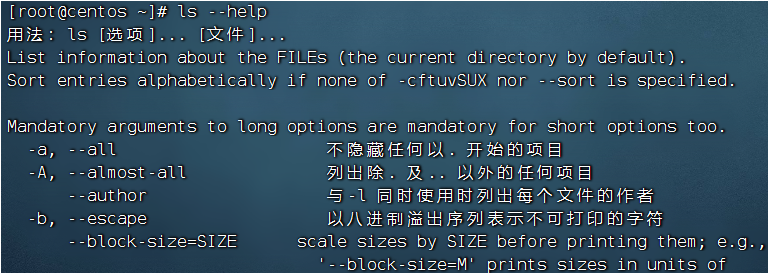 [root@centos ~]# ls --help
用法：ls [选项]... [文件]...
List information about the FILEs (the current directory by default).
Sort entries alphabetically if none of -cftuvSUX nor --sort is specified.
Mandatory arguments to long options are mandatory for short options too.
-a, --all 不隐藏任何以. 开始的项目
-A, --almost-all 列出除. 及.. 以外的任何项目
--author 与-l 同时使用时列出每个文件的作者
-b, --escape 以八进制溢出序列表示不可打印的字符
--block-size=SIZE scale sizes by SIZE before printing them; e.g.,
'--block-size=M' prints sizes in units of